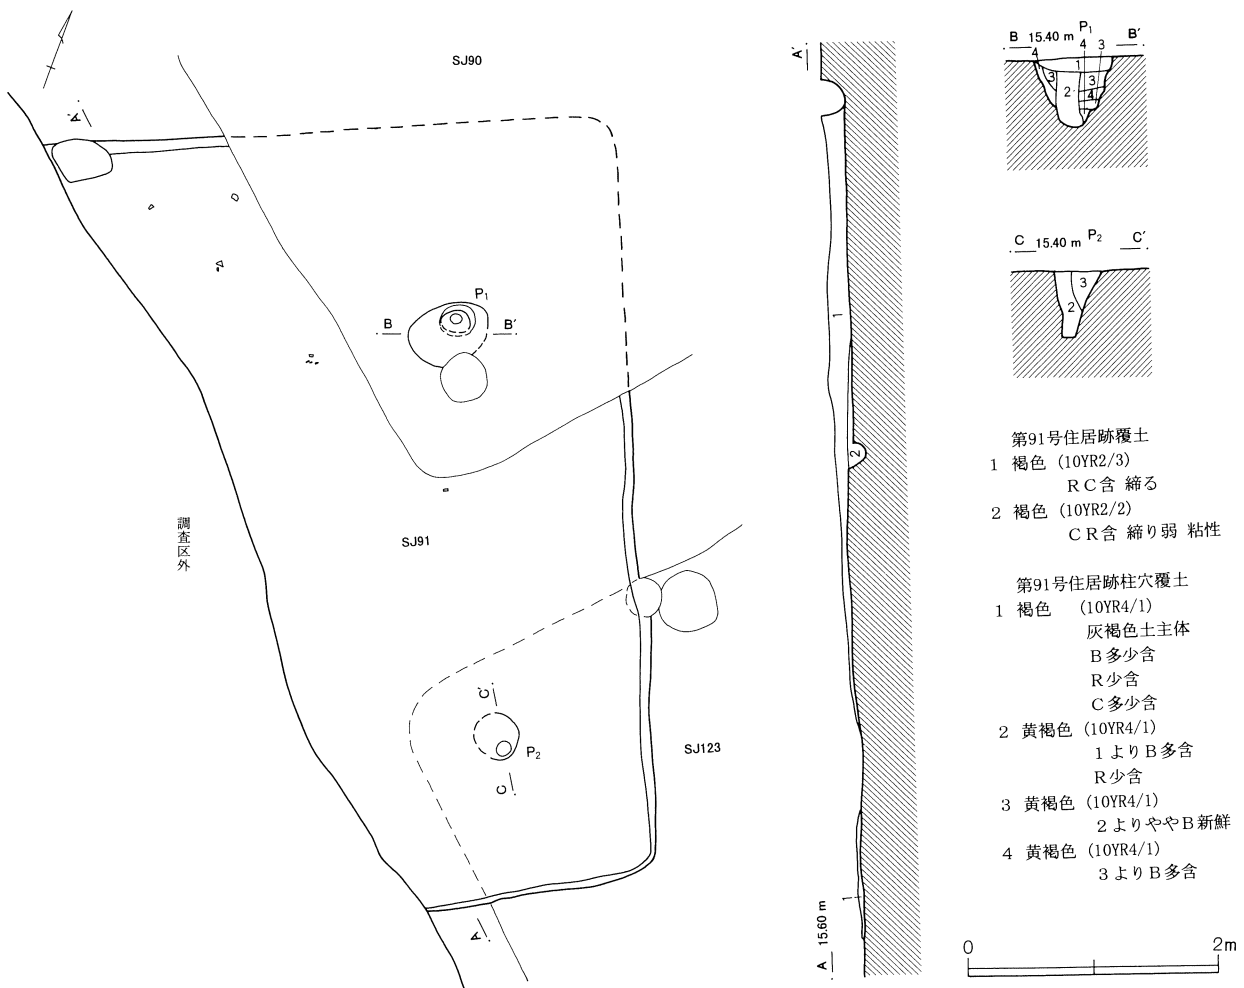 SJ90
A′
P1
B
B′
SJ91
調査区外
C′
P2
C
SJ123
A
A′
1
2
1
A 15.60 m
B 15.40 m P1 B′
4 4 3
1
3 2 3
4
C 15.40 m P2 C′
3
2
第91号住居跡覆土
1 褐色 (10YR2/3)
ＲＣ含 締る
2 褐色 (10YR2/2)
ＣＲ含 締り弱 粘性
第91号住居跡柱穴覆土
1 褐色 (10YR4/1)
灰褐色土主体
Ｂ多少含
Ｒ少含
Ｃ多少含
2 黄褐色 (10YR4/1)
１よりＢ多含
Ｒ少含
3 黄褐色 (10YR4/1)
２よりややＢ新鮮
4 黄褐色 (10YR4/1)
３よりＢ多含
0 2m